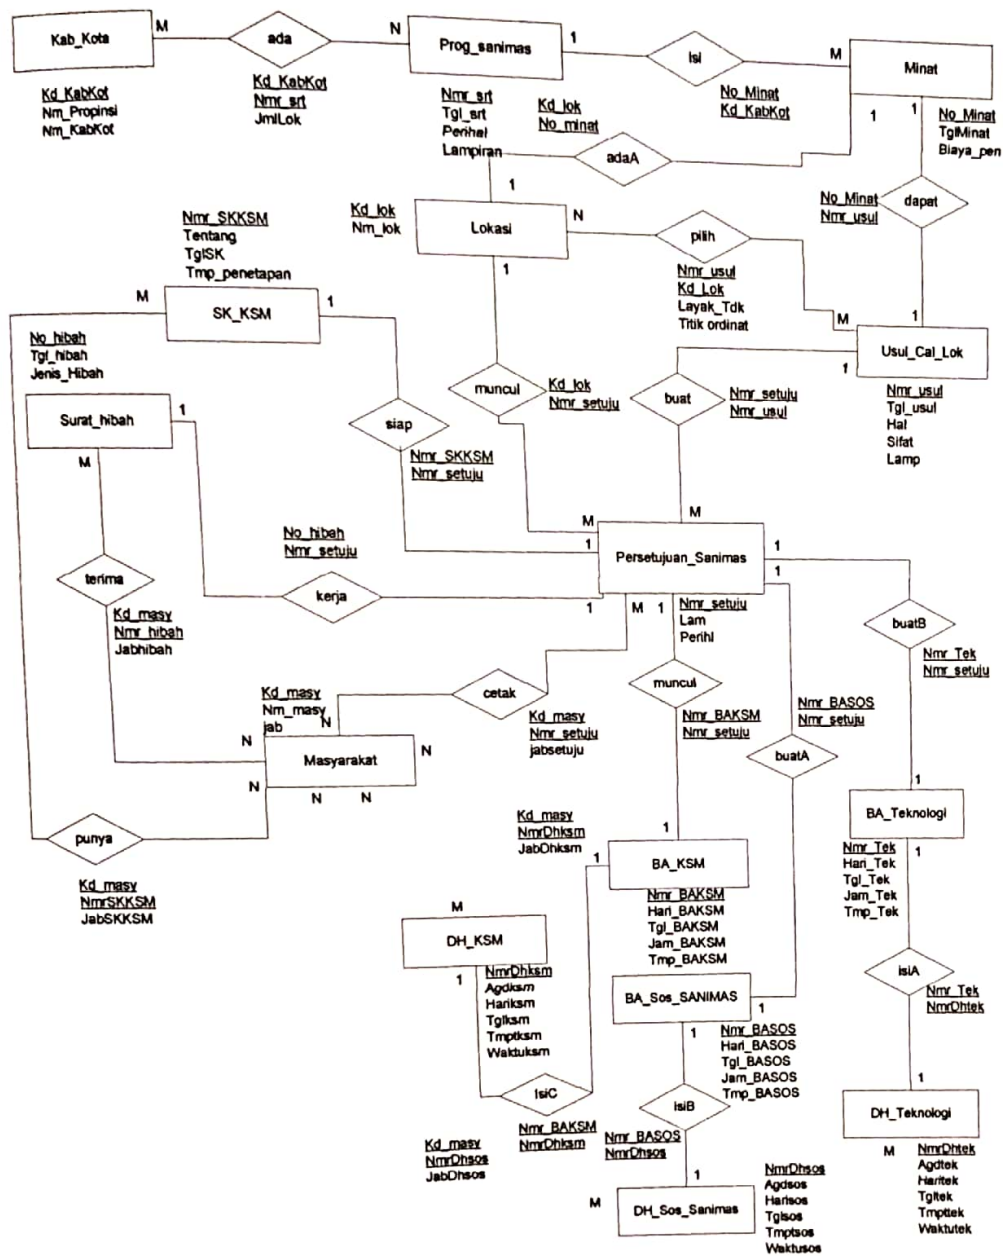 Kab_Kota
M
ada
N
Prog_sanimas
1
Isi
M
Minat
Kd_KabKot
Nm_Propinsi
Nm_KabKot
Kd_KabKot
Nmr_srt
JmlLok
Nmr_srt
Tgl_srt
Perihal
Lampiran
Kd_lok
No_minat
No_Minat
Kd_KabKot
1
1
No_Minat
TglMinat
Biaya_pen
adaA
1
No_Minat
Nmr_usul
dapat
Kd_lok
Nm_lok
Lokasi
N
pilih
Nmr_SKKSM
Tentang
TglSK
Tmp_penetapan
1
Nmr_usul
Kd_Lok
Layak_Tdk
Titik ordinat
M
1
M
SK_KSM
1
Usul_Cal_Lok
1
No_hibah
Tgl_hibah
Jenis_Hibah
Nmr_usul
Tgl_usul
Hal
Sifat
Lamp
muncul
Kd_lok
Nmr_setuju
buat
Nmr_setuju
Nmr_usul
Surat_hibah
1
M
siap
Nmr_SKKSM
Nmr_setuju
M
M
1
Persetujuan_Sanimas
1
1
No_hibah
Nmr_setuju
terima
kerja
1
M
1
Nmr_setuju
Lam
Perihl
Kd_masy
Nmr_hibah
Jabhibah
buatB
Nmr_Tek
Nmr_setuju
Kd_masy
Nm_masy
jab
cetak
Kd_masy
Nmr_setuju
jabsetuju
muncul
Nmr_BAKSM
Nmr_setuju
Nmr_BASOS
Nmr_setuju
buatA
N
N
Masyarakat
N
N
N
N
1
BA_Teknologi
1
punya
Kd_masy
NmrSKKSM
JabSKKSM
Kd_masy
NmrDhksm
JabDhksm
1
1
BA_KSM
Nmr_BAKSM
Hari_BAKSM
Tgl_BAKSM
Jam_BAKSM
Tmp_BAKSM
Nmr_Tek
Hari_Tek
Tgl_Tek
Jam_Tek
Tmp_Tek
M
DH_KSM
1
NmrDhksm
Agdksm
Hariksm
Tglksm
Tmptksm
Waktuksm
isiA
Nmr_Tek
NmrDhtek
BA_Sos_SANIMAS
1
1
Nmr_BASOS
Hari_BASOS
Tgl_BASOS
Jam_BASOS
Tmp_BASOS
IsiC
Nmr_BAKSM
NmrDhksm
isiB
Nmr_BASOS
NmrDhsos
1
DH_Teknologi
M
NmrDhtek
Agdtek
Haritek
Tgltek
Tmpttek
Waktutek
Kd_masy
NmrDhsos
JabDhsos
1
M
DH_Sos_Sanimas
NmrDhsos
Agdsos
Harisos
Tglsos
Tmptsos
Waktusos